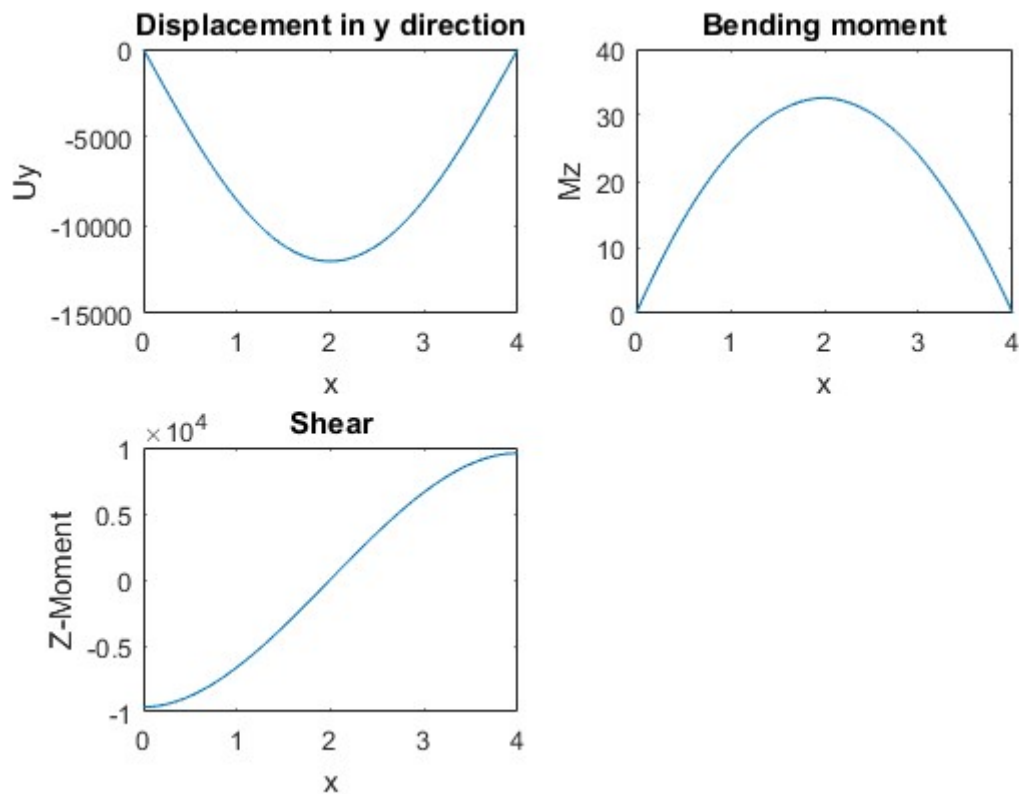 Displacement in y direction
0
-5000
-10000
-15000
Uy
0 1 2 3 4
x
Bending moment
40
30
20
10
0
Mz
0 1 2 3 4
x
Shear
×10⁴
1
0.5
0
-0.5
-1
Z-Moment
0 1 2 3 4
x